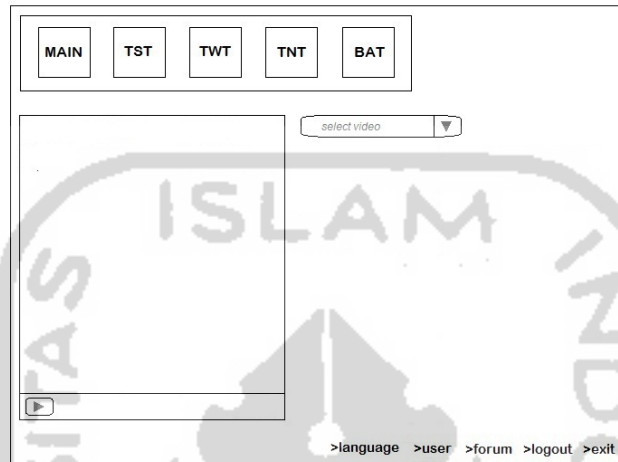 MAIN TST TWT TNT BAT
select video
ISLAM
>language >user >forum >logout >exit